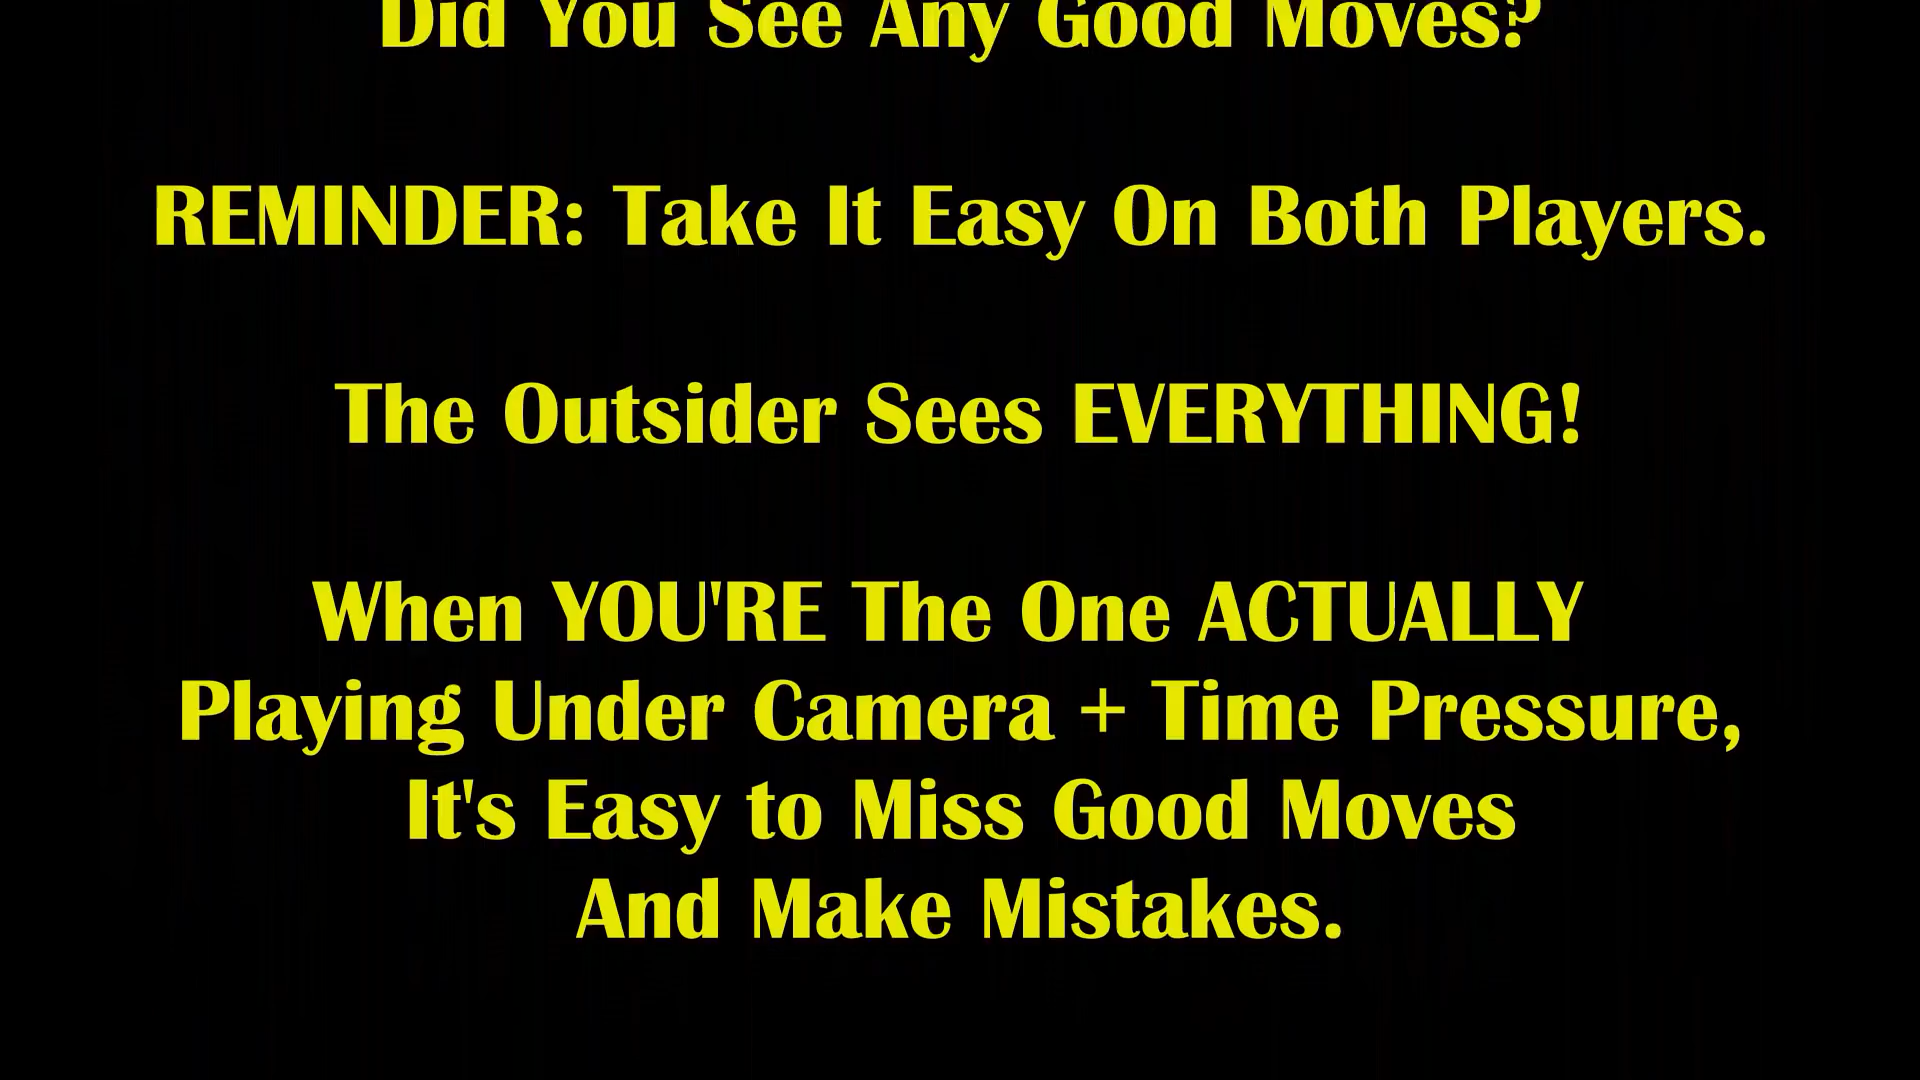 Did You See Any Good Moves?
REMINDER: Take It Easy On Both Players.
The Outsider Sees EVERYTHING!
When YOU'RE The One ACTUALLY
Playing Under Camera + Time Pressure,
It's Easy to Miss Good Moves
And Make Mistakes.